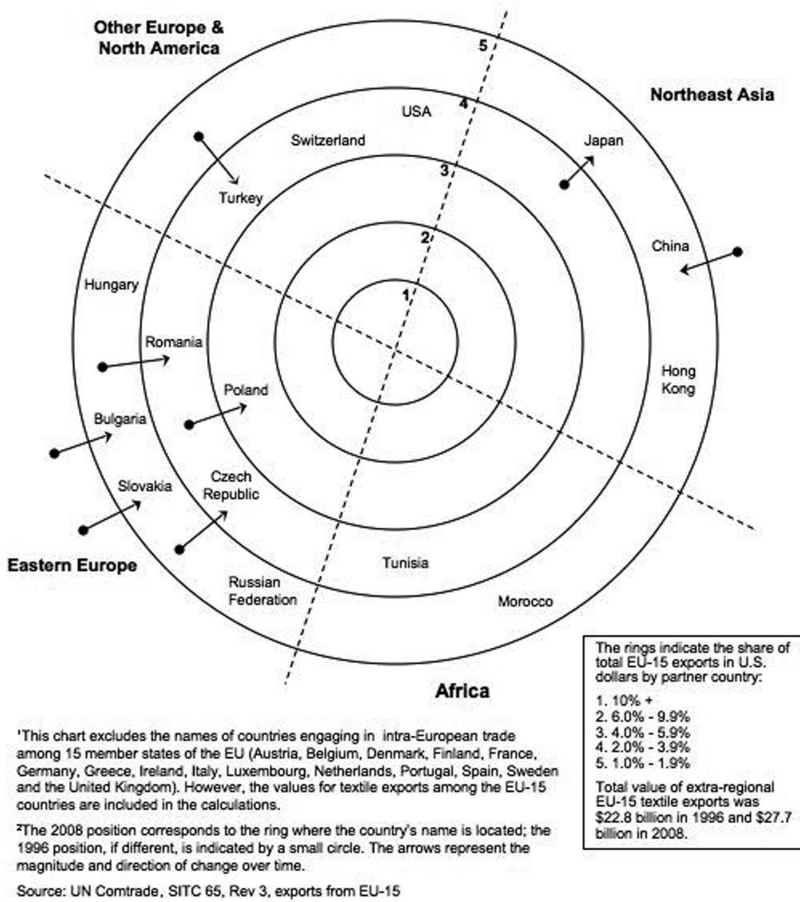 Other Europe &
North America
5
Northeast Asia
4
USA
Switzerland
Japan
3
Turkey
2
China
Hungary
1
Romania
Hong
Kong
Poland
Bulgaria
Czech
Republic
Slovakia
Eastern Europe
Tunisia
Russian
Federation
Morocco
Africa
The rings indicate the share of
total EU-15 exports in U.S.
dollars by partner country:
1. 10% +
2. 6.0% - 9.9%
3. 4.0% - 5.9%
4. 2.0% - 3.9%
5. 1.0% - 1.9%
Total value of extra-regional
EU-15 textile exports was
$22.8 billion in 1996 and $27.7
billion in 2008.
¹This chart excludes the names of countries engaging in intra-European trade
among 15 member states of the EU (Austria, Belgium, Denmark, Finland, France,
Germany, Greece, Ireland, Italy, Luxembourg, Netherlands, Portugal, Spain, Sweden
and the United Kingdom). However, the values for textile exports among the EU-15
countries are included in the calculations.
²The 2008 position corresponds to the ring where the country's name is located; the
1996 position, if different, is indicated by a small circle. The arrows represent the
magnitude and direction of change over time.
Source: UN Comtrade, SITC 65, Rev 3, exports from EU-15